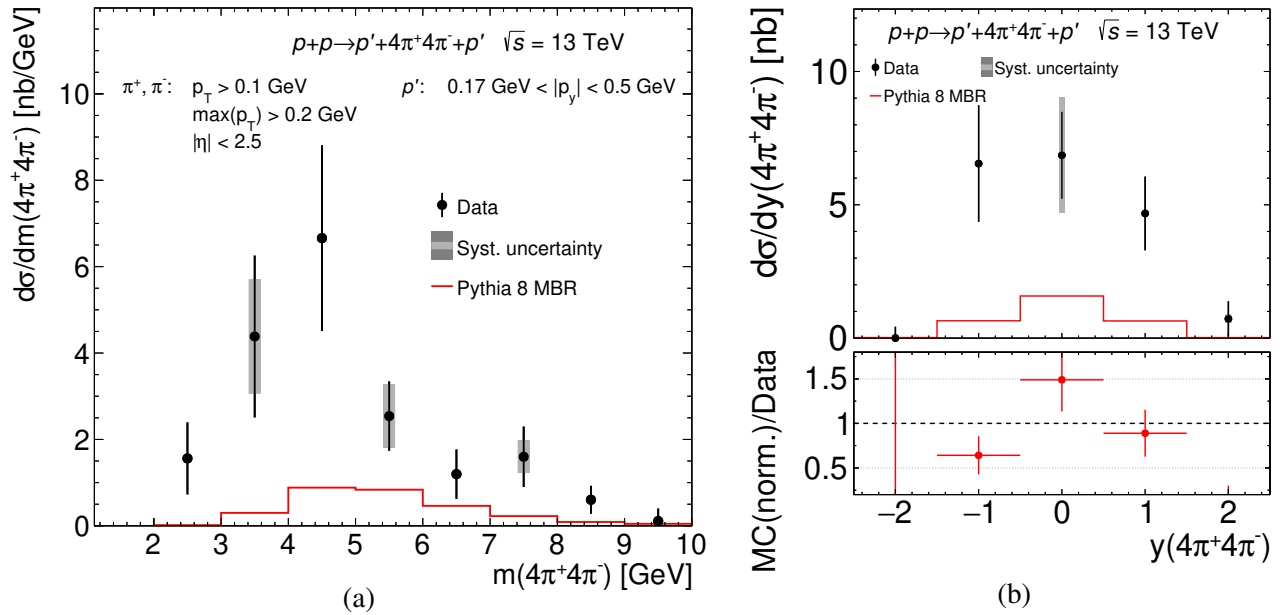 p+p→p′+4π⁺4π⁻+p′ √s = 13 TeV
π⁺, π⁻: p_T > 0.1 GeV
max(p_T) > 0.2 GeV
|η| < 2.5
p′: 0.17 GeV < |p_y| < 0.5 GeV
Data
Syst. uncertainty
Pythia 8 MBR
dσ/dm(4π⁺4π⁻) [nb/GeV]
10
8
6
4
2
0
2 3 4 5 6 7 8 9 10
m(4π⁺4π⁻) [GeV]
(a)
p+p→p′+4π⁺4π⁻+p′ √s = 13 TeV
Data
Syst. uncertainty
Pythia 8 MBR
dσ/dy(4π⁺4π⁻) [nb]
10
5
0
MC(norm.)/Data
1.5
1
0.5
−2 −1 0 1 2
y(4π⁺4π⁻)
(b)